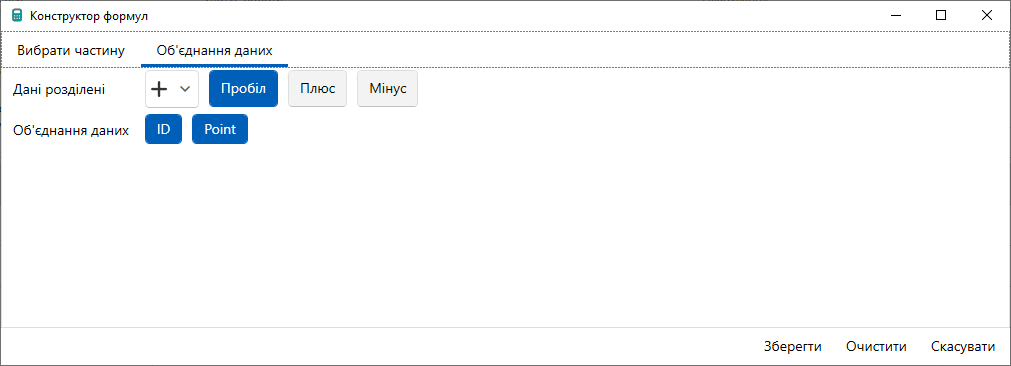 Конструктор формул
Вибрати частину Об'єднання даних
Дані розділені Пробіл Плюс Мінус
Об'єднання даних ID Point
Зберегти Очистити Скасувати